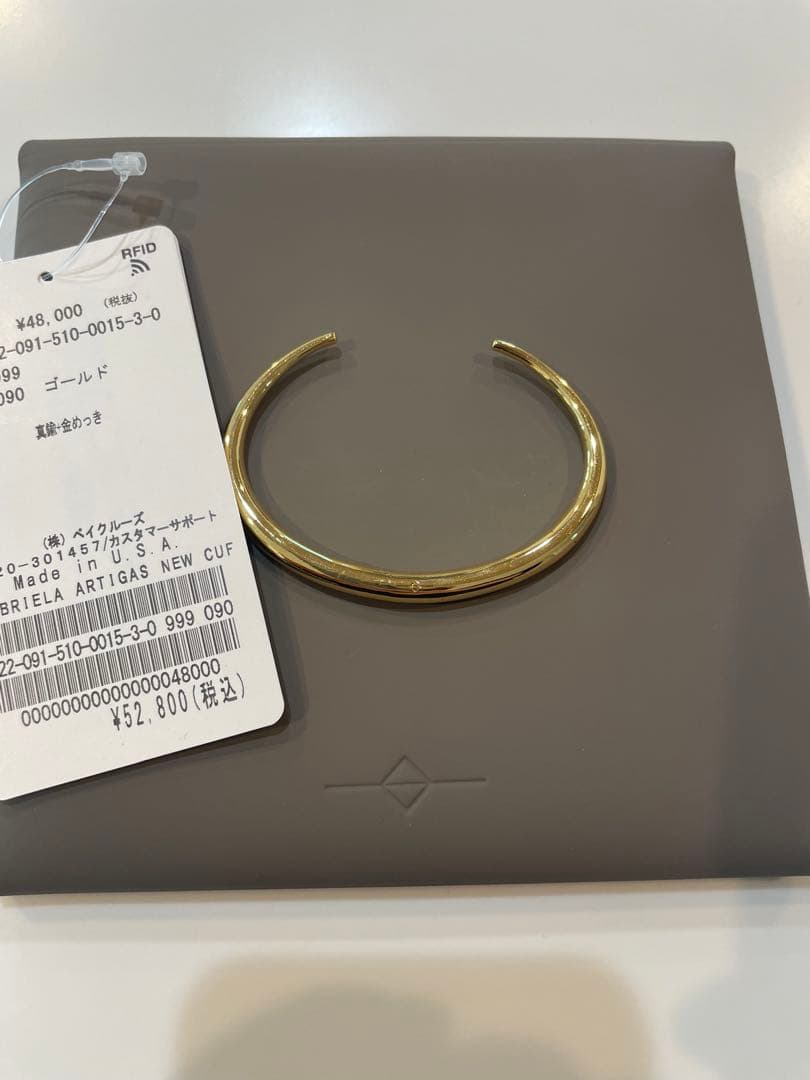 RFID
¥48,000 (税抜)
2-091-510-0015-3-0
999
090 ゴールド
真鍮+金めっき
(株) ベイクルーズ
20-301457/カスタマーサポート
Made in U.S.A.
BRIELA ARTIGAS NEW CUF
22-091-510-0015-3-0 999 090
0000000000000048000
¥52,800(税込)